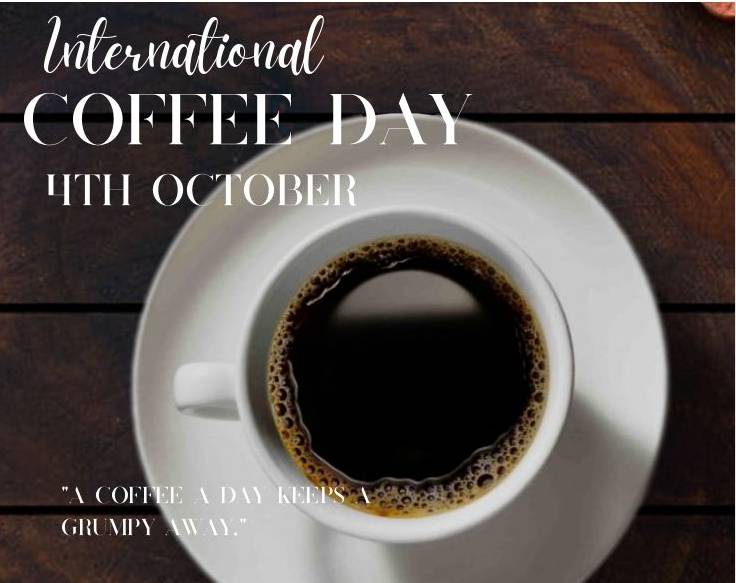 International
COFFEE DAY
4TH OCTOBER
"A COFFEE A DAY KEEPS A
GRUMPY AWAY."